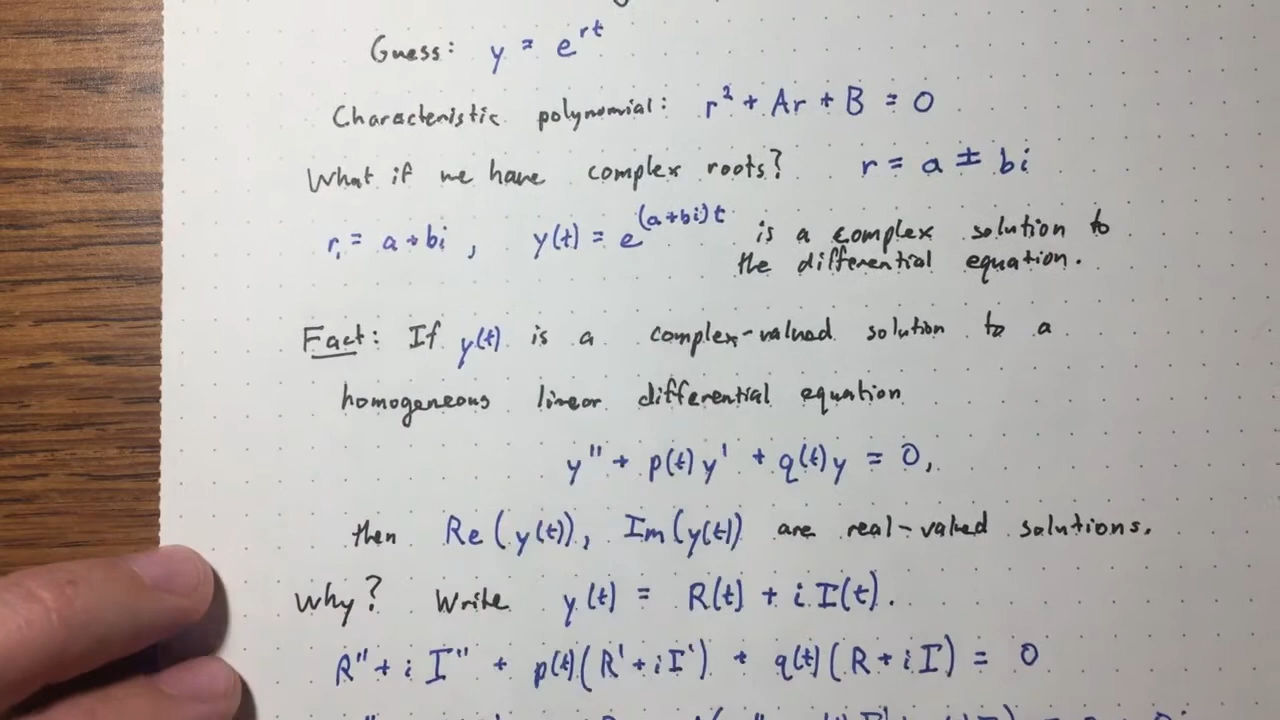 Guess: y = e^{rt}
Characteristic polynomial: r² + Ar + B = 0
What if we have complex roots? r = a ± bi
r₁ = a + bi , y(t) = e^{(a+bi)t} is a complex solution to
the differential equation.
Fact: If y(t) is a complex-valued solution to a
homogeneous linear differential equation
y'' + p(t)y' + q(t)y = 0,
then Re(y(t)), Im(y(t)) are real-valued solutions.
Why? Write y(t) = R(t) + i I(t).
R'' + i I'' + p(t)(R' + i I') + q(t)(R + i I) = 0